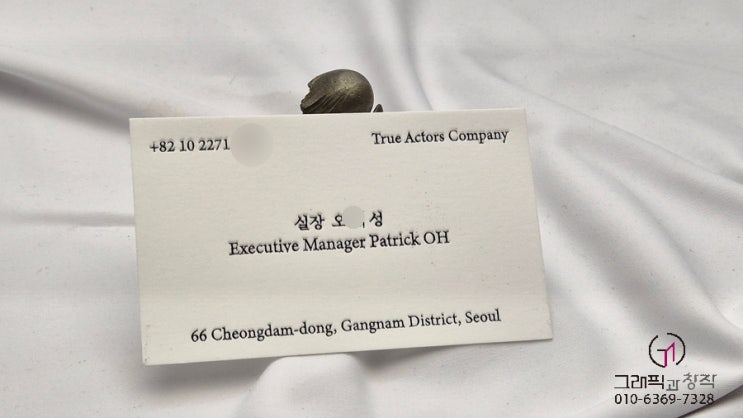 +82 10 2271
True Actors Company
실장 오 성
Executive Manager Patrick OH
66 Cheongdam-dong, Gangnam District, Seoul
그래픽과창작
010-6369-7328